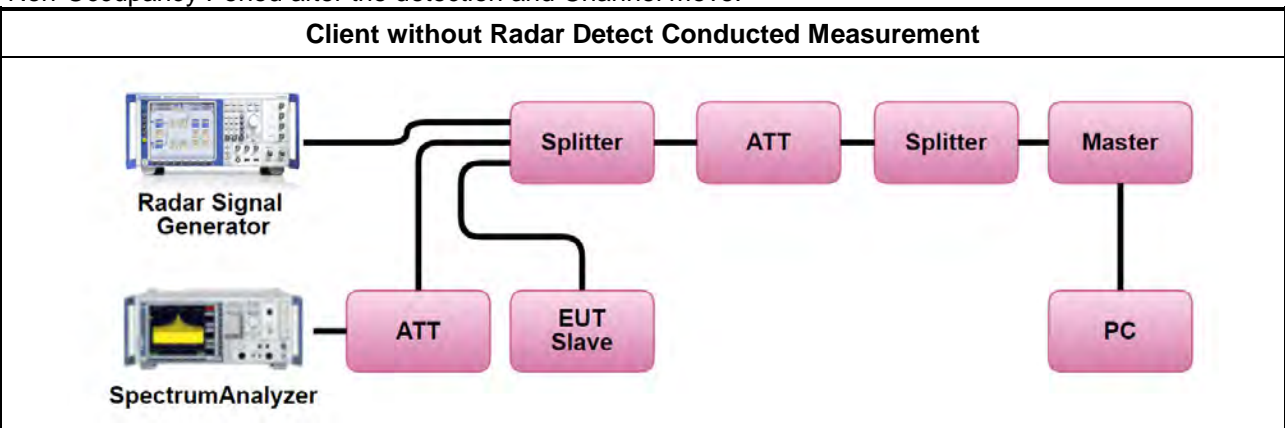 Non-Occupancy Period after the detection and Channel move.
Client without Radar Detect Conducted Measurement
Splitter
ATT
Splitter
Master
Radar Signal
Generator
ATT
EUT
Slave
PC
SpectrumAnalyzer